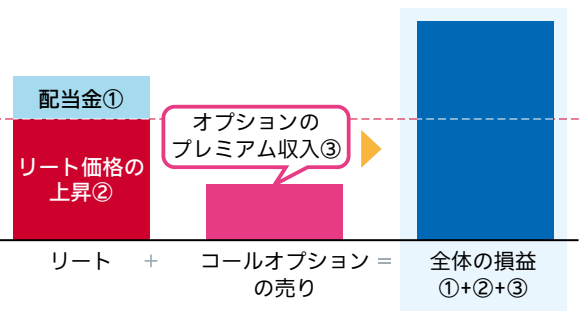 配当金①
リート価格の
上昇②
オプションの
プレミアム収入③
リート
+
コールオプション
の売り
=
全体の損益
①+②+③